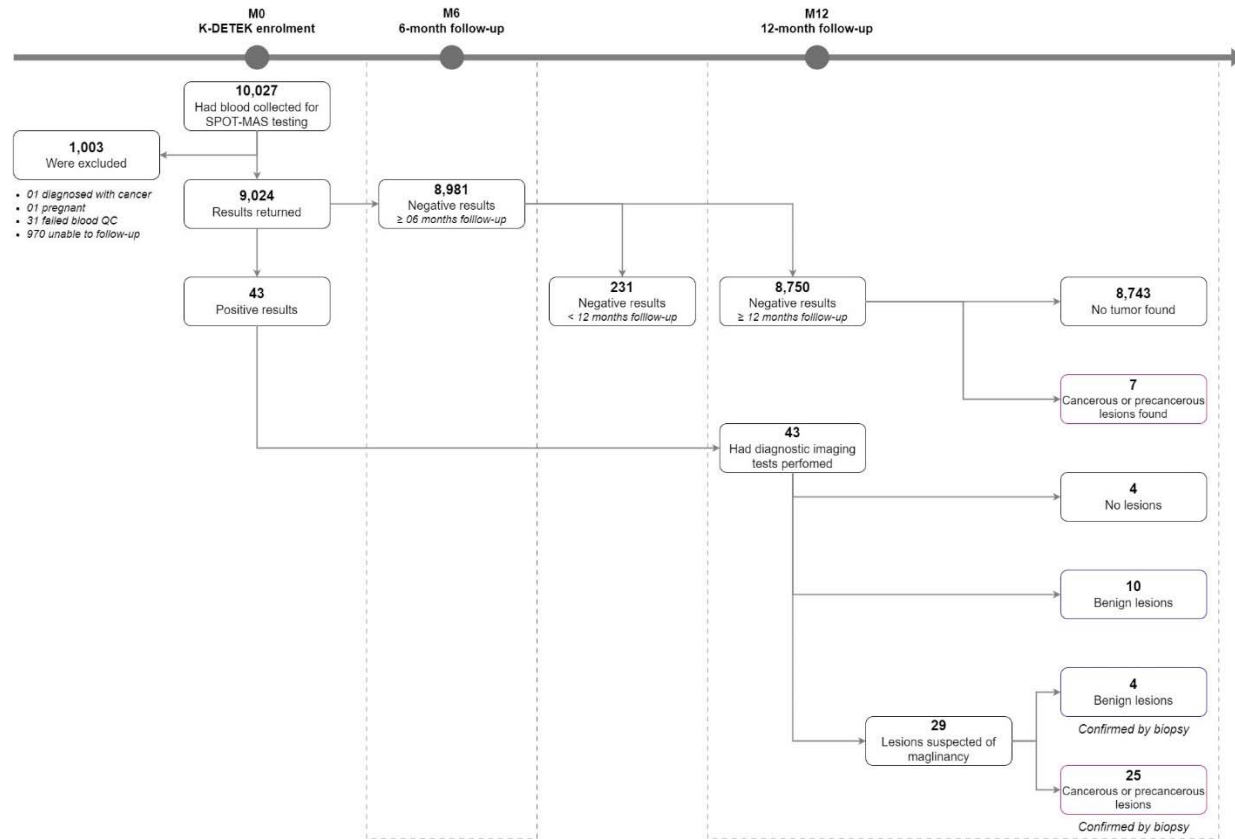 M0
K-DETEK enrolment
M6
6-month follow-up
M12
12-month follow-up
10,027
Had blood collected for
SPOT-MAS testing
1,003
Were excluded
• 01 diagnosed with cancer
• 01 pregnant
• 31 failed blood QC
• 970 unable to follow-up
9,024
Results returned
8,981
Negative results
≥ 06 months folllow-up
43
Positive results
231
Negative results
< 12 months folllow-up
8,750
Negative results
≥ 12 months folllow-up
8,743
No tumor found
7
Cancerous or precancerous
lesions found
43
Had diagnostic imaging
tests perfomed
4
No lesions
10
Benign lesions
4
Benign lesions
Confirmed by biopsy
29
Lesions suspected of
maglinancy
25
Cancerous or precancerous
lesions
Confirmed by biopsy